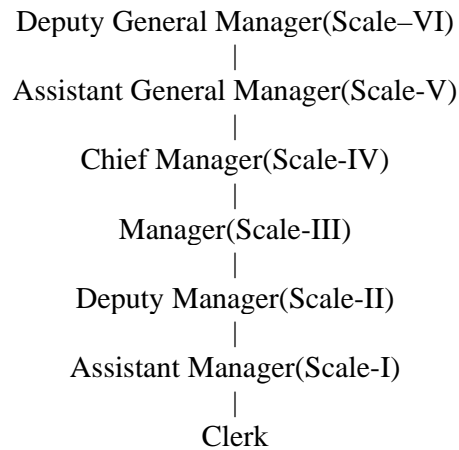 Deputy General Manager(Scale–VI)
Assistant General Manager(Scale-V)
Chief Manager(Scale-IV)
Manager(Scale-III)
Deputy Manager(Scale-II)
Assistant Manager(Scale-I)
Clerk